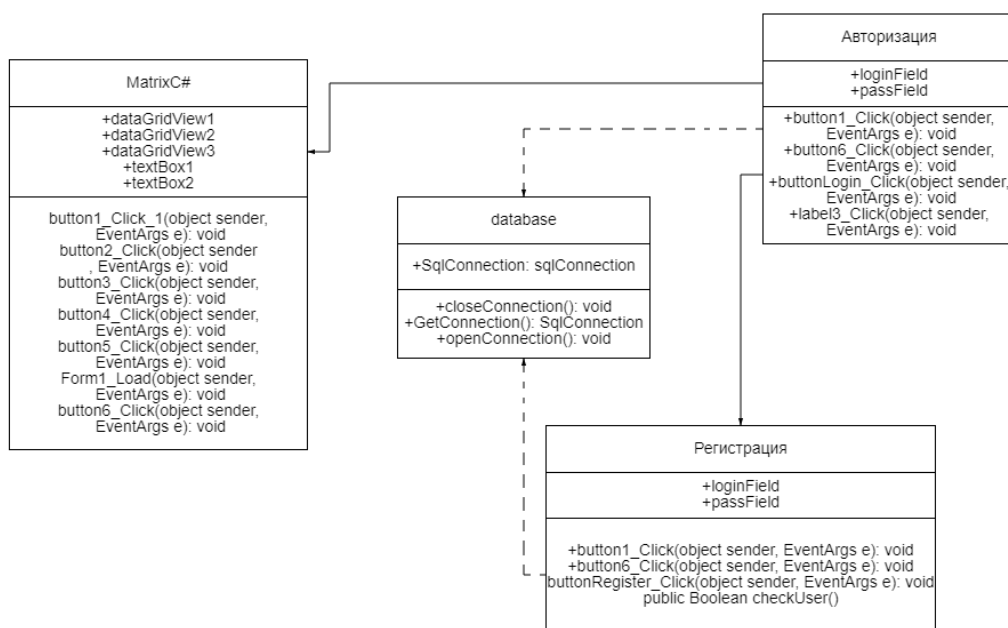 MatrixC#
+dataGridView1
+dataGridView2
+dataGridView3
+textBox1
+textBox2
button1_Click_1(object sender,
EventArgs e): void
button2_Click(object sender
, EventArgs e): void
button3_Click(object sender,
EventArgs e): void
button4_Click(object sender,
EventArgs e): void
button5_Click(object sender,
EventArgs e): void
Form1_Load(object sender,
EventArgs e): void
button6_Click(object sender,
EventArgs e): void
database
+SqlConnection: sqlConnection
+closeConnection(): void
+GetConnection(): SqlConnection
+openConnection(): void
Авторизация
+loginField
+passField
+button1_Click(object sender,
EventArgs e): void
+button6_Click(object sender,
EventArgs e): void
+buttonLogin_Click(object sender,
EventArgs e): void
+label3_Click(object sender,
EventArgs e): void
Регистрация
+loginField
+passField
+button1_Click(object sender, EventArgs e): void
+button6_Click(object sender, EventArgs e): void
buttonRegister_Click(object sender, EventArgs e): void
public Boolean checkUser()